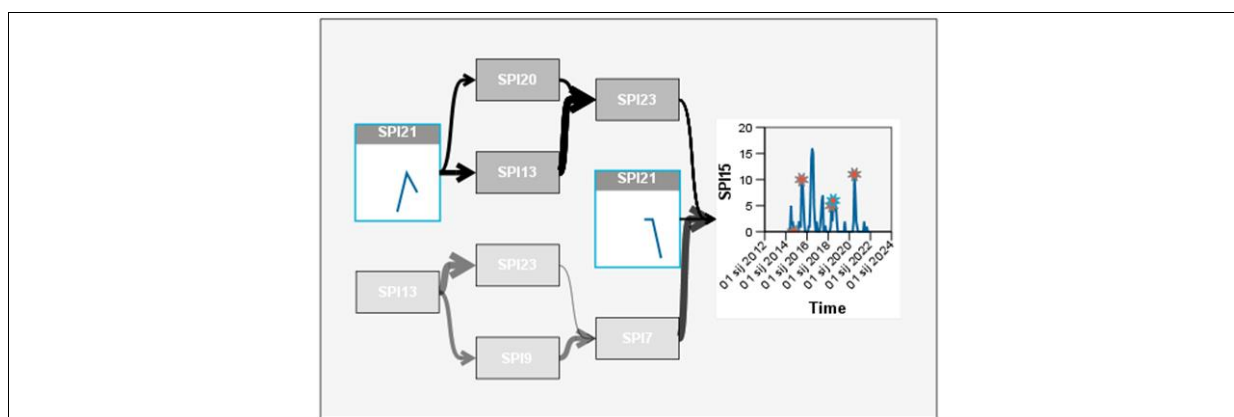 SPI20
SPI23
SPI21
SPI13
SPI21
SPI23
SPI13
SPI7
SPI9
SPI15
20
15
10
5
0
01 sij 2012
01 sij 2014
01 sij 2016
01 sij 2018
01 sij 2020
01 sij 2022
01 sij 2024
Time